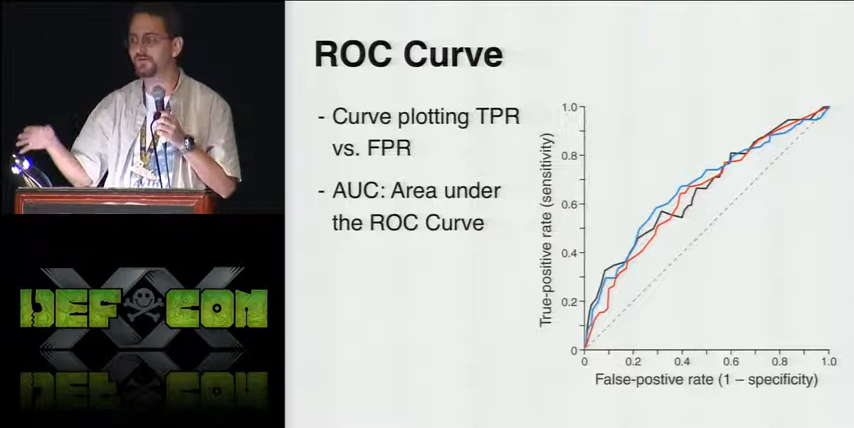 ROC Curve
- Curve plotting TPR
vs. FPR
- AUC: Area under
the ROC Curve
1.0
0.8
0.6
0.4
0.2
0
True-positive rate (sensitivity)
0 0.2 0.4 0.6 0.8 1.0
False-postive rate (1 – specificity)
XX
DEF CON